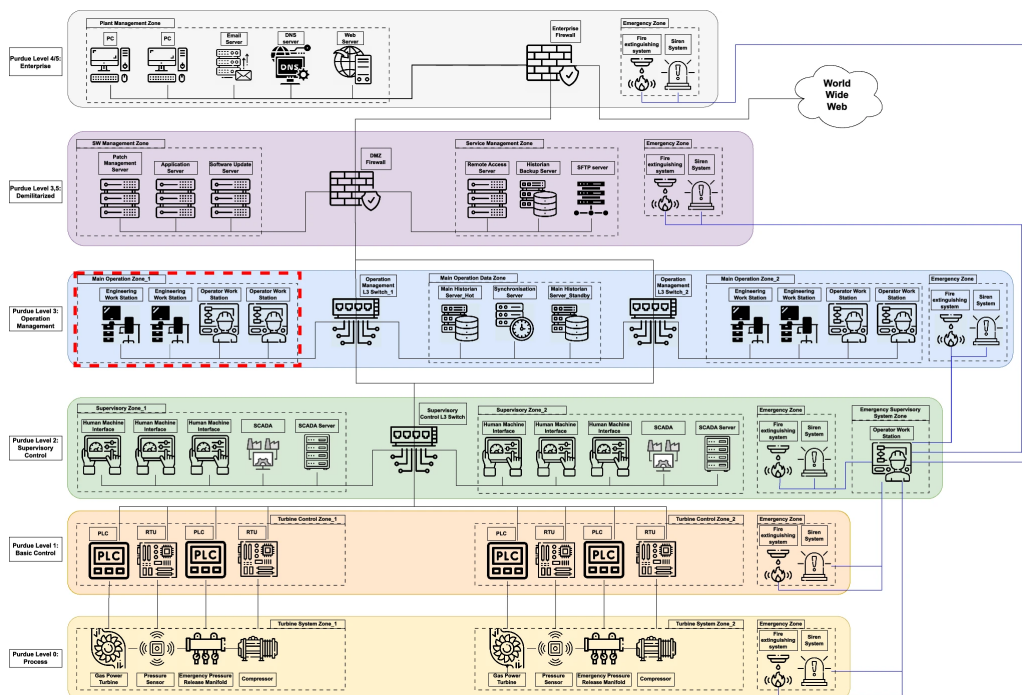 Plant Management Zone
PC
PC
Email
Server
DNS
server
Web
Server
DNS
Enterprise
Firewall
Emergency Zone
Fire
extinguishing
system
Siren
System
Purdue Level 4/5:
Enterprise
World
Wide
Web
SW Management Zone
Patch
Management
Server
Application
Server
Software Update
Server
DMZ
Firewall
Service Management Zone
Remote Access
Server
Historian
Backup Server
SFTP server
Emergency Zone
Fire
extinguishing
system
Siren
System
Purdue Level 3,5:
Demilitarized
Main Operation Zone_1
Engineering
Work Station
Engineering
Work Station
Operator Work
Station
Operator Work
Station
Operation
Management
L3 Switch_1
Main Operation Data Zone
Main Historian
Server_Hot
Synchronisation
Server
Main Historian
Server_Standby
Operation
Management
L3 Switch_2
Main Operation Zone_2
Engineering
Work Station
Engineering
Work Station
Operator Work
Station
Operator Work
Station
Emergency Zone
Fire
extinguishing
system
Siren
System
Purdue Level 3:
Operation
Management
Supervisory Zone_1
Human Machine
Interface
Human Machine
Interface
Human Machine
Interface
SCADA
SCADA Server
Supervisory
Control L3 Switch
Supervisory Zone_2
Human Machine
Interface
Human Machine
Interface
Human Machine
Interface
SCADA
SCADA Server
Emergency Zone
Fire
extinguishing
system
Siren
System
Emergency Supervisory
System Zone
Operator Work
Station
Purdue Level 2:
Supervisory
Control
Turbine Control Zone_1
PLC
RTU
PLC
RTU
PLC
PLC
Turbine Control Zone_2
PLC
RTU
PLC
RTU
PLC
PLC
Emergency Zone
Fire
extinguishing
system
Siren
System
Purdue Level 1:
Basic Control
Turbine System Zone_1
Gas Power
Turbine
Pressure
Sensor
Emergency Pressure
Release Manifold
Compressor
Turbine System Zone_2
Gas Power
Turbine
Pressure
Sensor
Emergency Pressure
Release Manifold
Compressor
Emergency Zone
Fire
extinguishing
system
Siren
System
Purdue Level 0:
Process